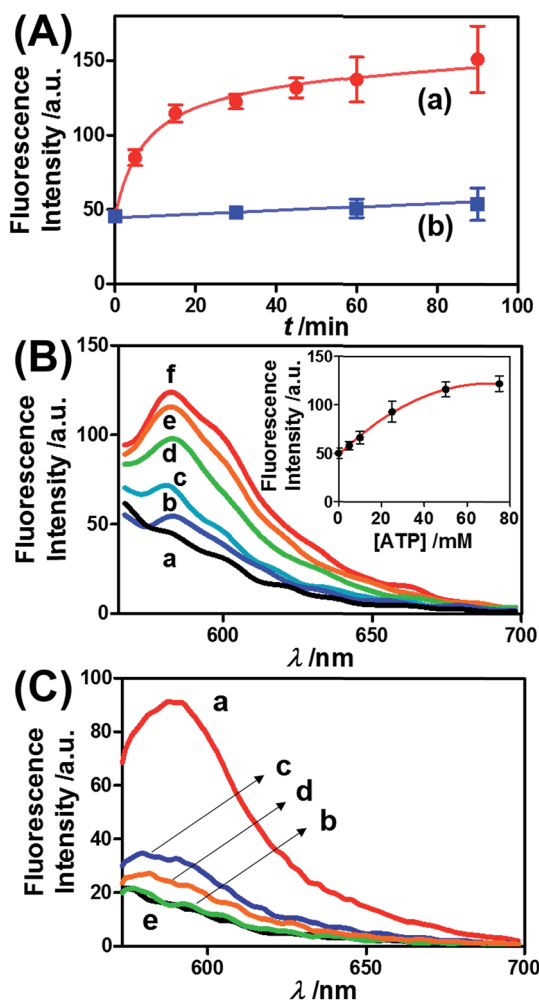 (A)
Fluorescence
Intensity /a.u.
150
100
50
0
(a)
(b)
0 20 40 60 80 100
t/min
(B)
Fluorescence
Intensity /a.u.
150
100
50
0
f
e
d
c
b
a
Fluorescence
Intensity /a.u.
150
100
50
0
0 20 40 60 80
[ATP] /mM
600 650 700
λ /nm
(C)
Fluorescence
Intensity /a.u.
100
80
60
40
20
0
a
c
d
b
e
600 650 700
λ /nm